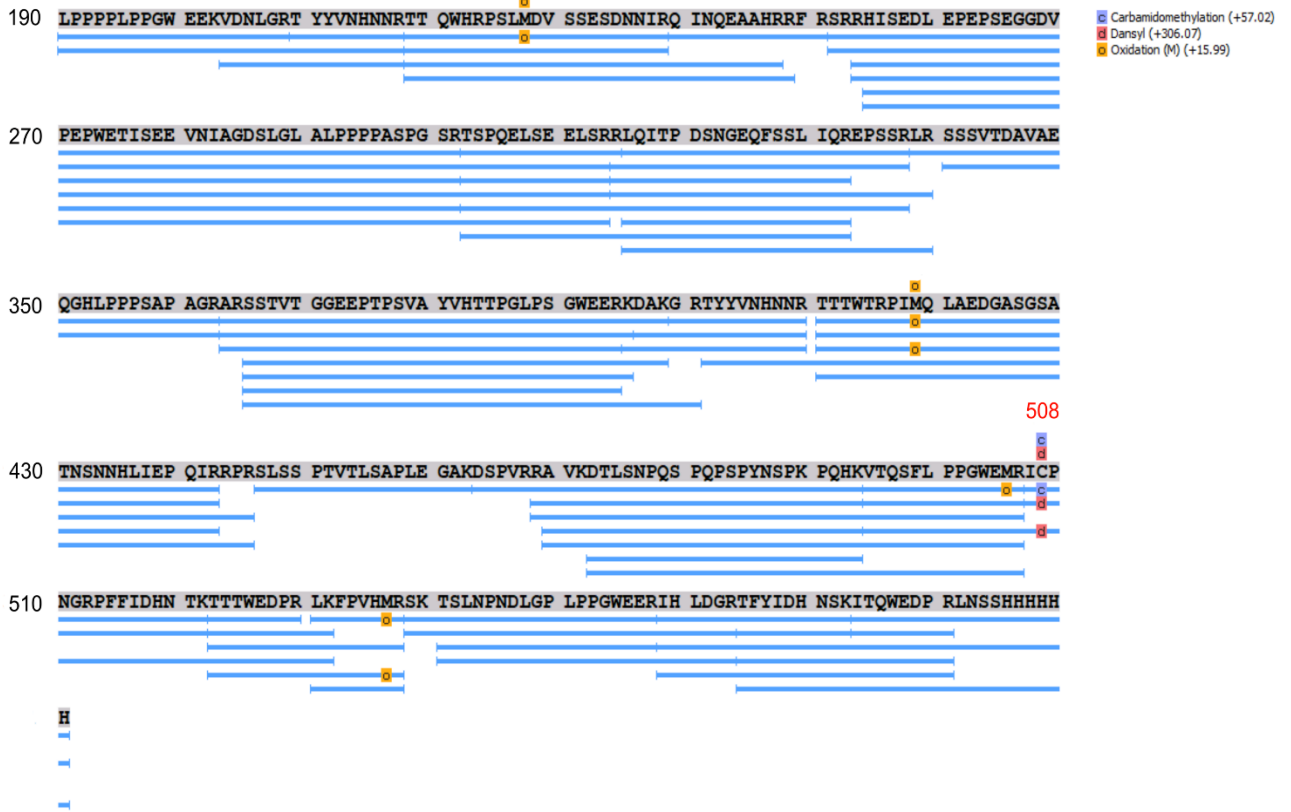 o
190 LPPPPLPPGW EEKVDNLGRT YYVNHNNRTT QWHRPSLMDV SSESDNNIRQ INQEAAHRRF RSRRHISEDL EPEPSEGGDV
o
c Carbamidomethylation (+57.02)
d Dansyl (+306.07)
o Oxidation (M) (+15.99)
270 PEPWETISEE VNIAGDSLGL ALPPPPASPG SRTSPQELSE ELSRRLQITP DSNGEQFSSL IQREPSSRLR SSSVTDAVAE
o
350 QGHLPPPSAP AGRARSSTVT GGEEPTPSVA YVHTTPGLPS GWEERKDAKG RTYYVNHNNR TTTWTRPIMQ LAEDGASGSA
o
o
508
c
d
430 TNSNNHLIEP QIRRPRSLSS PTVTLSAPLE GAKDSPVRRA VKDTLSNPQS PQPSPYNSPK PQHKVTQSFL PPGWEMRICP
o c
d
d
510 NGRPFFIDHN TKTTTWEDPR LKFPVHMRSK TSLNPNDLGP LPPGWEERIH LDGRTFYIDH NSKITQWEDP RLNSSHHHHH
o
o
H